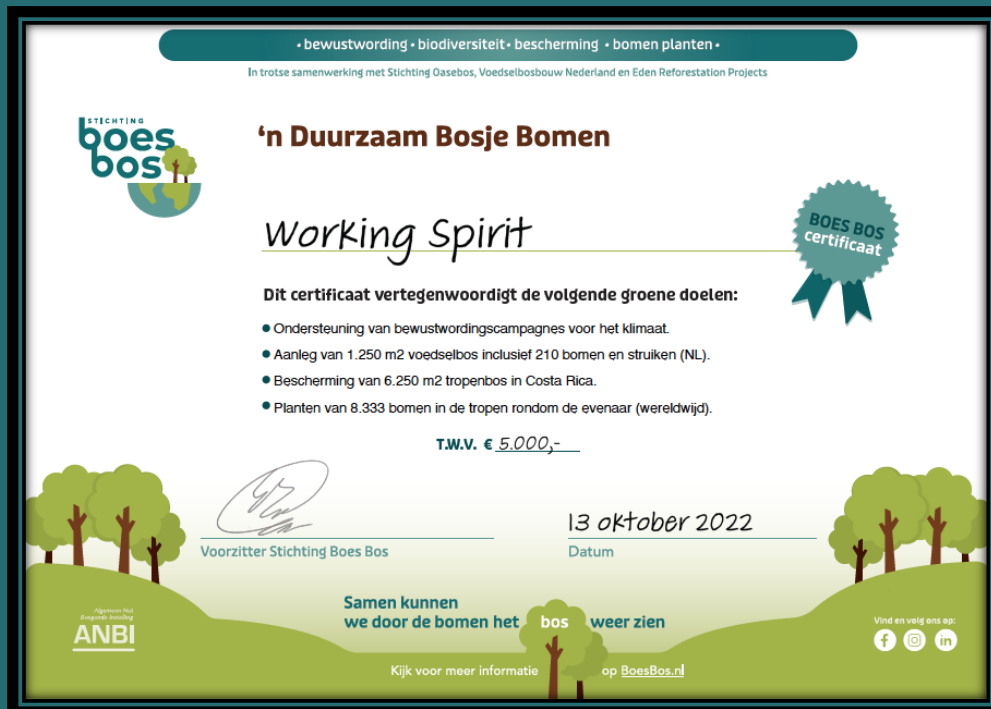 • bewustwording • biodiversiteit • bescherming • bomen planten •
In trotse samenwerking met Stichting Oasebos, Voedselbosbouw Nederland en Eden Reforestation Projects
STICHTING
boes
bos
‘n Duurzaam Bosje Bomen
Working Spirit
BOES BOS
certificaat
Dit certificaat vertegenwoordigt de volgende groene doelen:
• Ondersteuning van bewustwordingscampagnes voor het klimaat.
• Aanleg van 1.250 m2 voedselbos inclusief 210 bomen en struiken (NL).
• Bescherming van 6.250 m2 tropenbos in Costa Rica.
• Planten van 8.333 bomen in de tropen rondom de evenaar (wereldwijd).
T.W.V. € 5.000,-
13 oktober 2022
Voorzitter Stichting Boes Bos
Datum
Samen kunnen
we door de bomen het bos weer zien
Algemeen Nut
Beogende Instelling
ANBI
Vind en volg ons op:
f in
Kijk voor meer informatie op BoesBos.nl